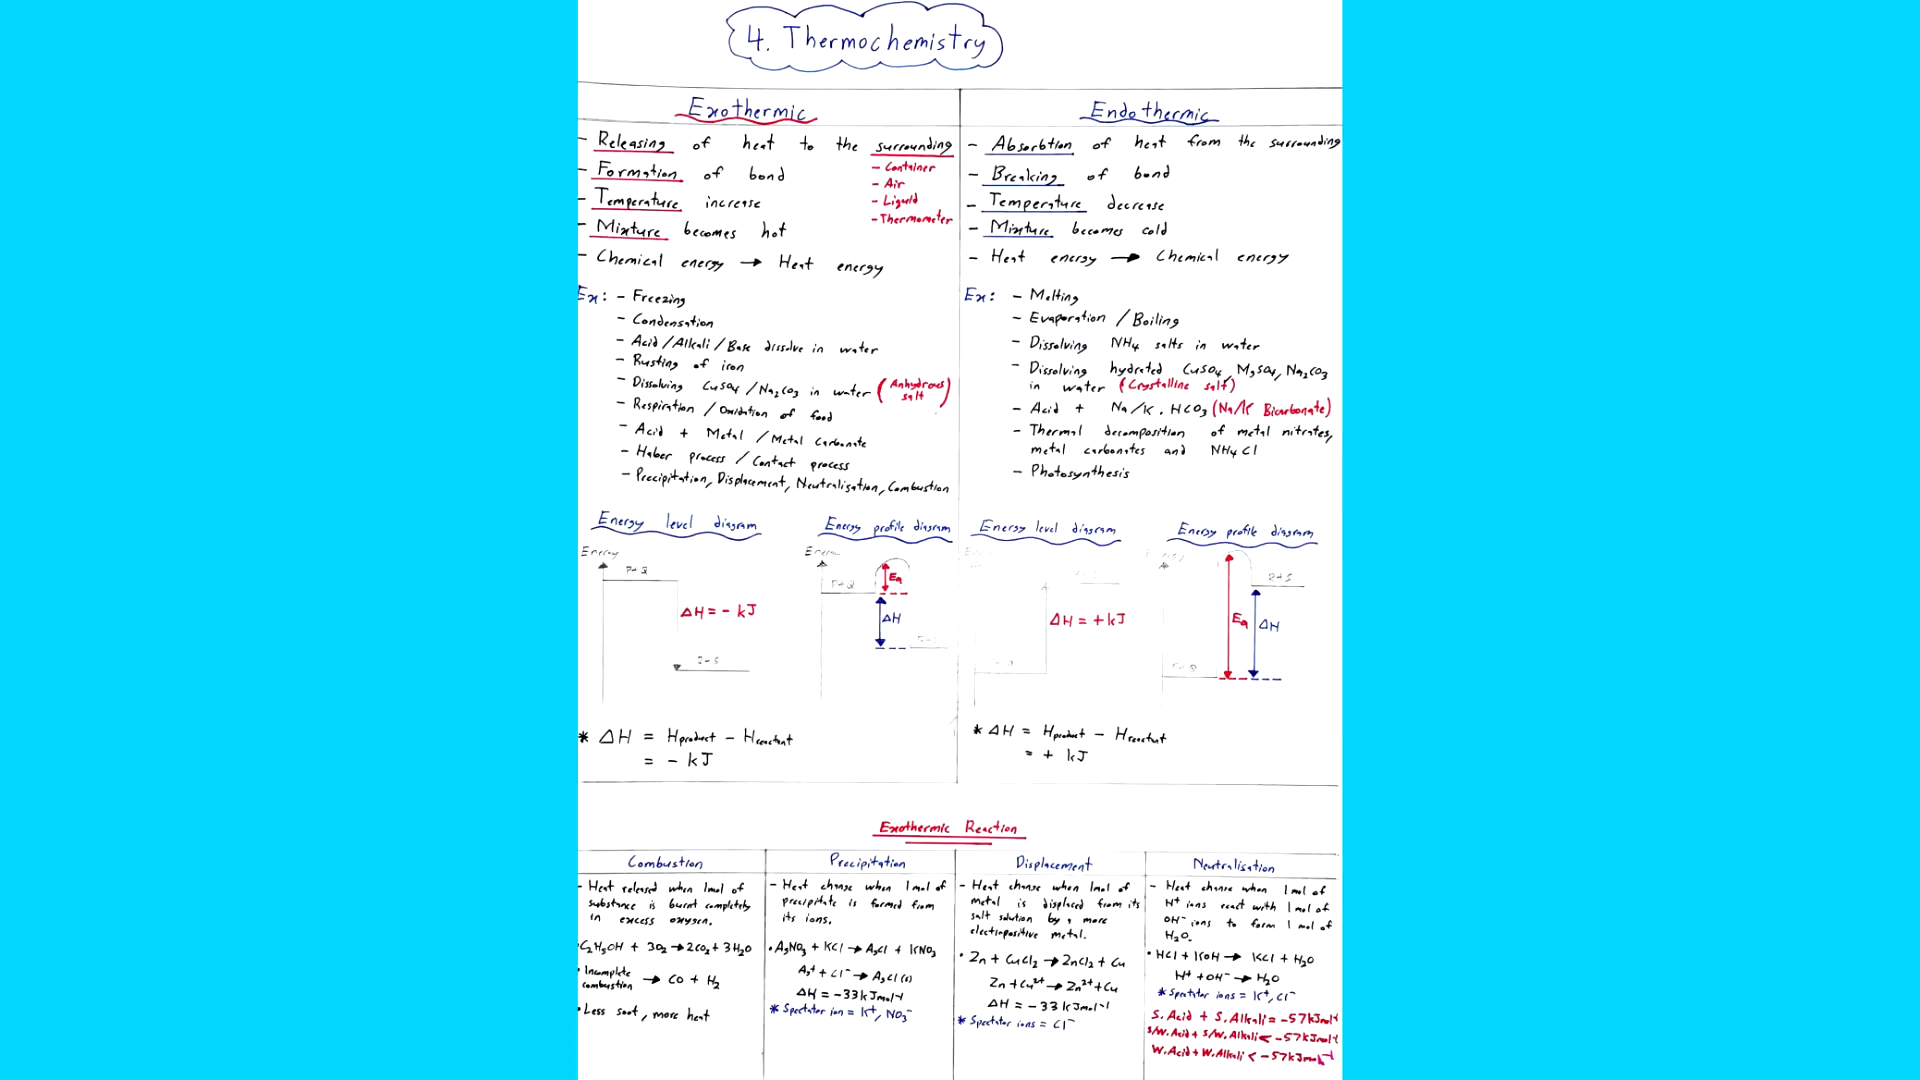 4. Thermochemistry
Exothermic
- Releasing of heat to the surrounding
- Container
- Air
- Liquid
- Thermometer
- Formation of bond
- Temperature increase
- Mixture becomes hot
- Chemical energy → Heat energy
Ex: - Freezing
- Condensation
- Acid / Alkali / Base dissolve in water
- Rusting of iron
- Dissolving CuSO4 / Na2CO3 in water (Anhydrous salt)
- Respiration / Oxidation of food
- Acid + Metal / Metal Carbonate
- Haber process / Contact process
- Precipitation, Displacement, Neutralisation, Combustion
Energy level diagram
Energy
P+Q
ΔH = - kJ
R+S
Energy profile diagram
Energy
P+Q
Ea
ΔH
* ΔH = Hproduct - Hreactant
= - kJ
Endothermic
- Absorbtion of heat from the surrounding
- Breaking of bond
- Temperature decrease
- Mixture becomes cold
- Heat energy → Chemical energy
Ex: - Melting
- Evaporation / Boiling
- Dissolving NH4 salts in water
- Dissolving hydrated CuSO4, MgSO4, Na2CO3
in water (Crystalline salt)
- Acid + Na/K . HCO3 (Na/K Bicarbonate)
- Thermal decomposition of metal nitrates,
metal carbonates and NH4Cl
- Photosynthesis
Energy level diagram
ΔH = + kJ
Energy profile diagram
R+S
Ea
ΔH
* ΔH = Hproduct - Hreactant
= + kJ
Exothermic Reaction
Combustion
- Heat released when 1mol of
substance is burnt completely
in excess oxygen.
• C2H5OH + 3O2 → 2CO2 + 3H2O
• Incomplete
combustion → CO + H2
• Less soot, more heat
Precipitation
- Heat change when 1mol of
precipitate is formed from
its ions.
• AgNO3 + KCl → AgCl + KNO3
Ag+ + Cl- → AgCl (s)
ΔH = -33kJmol-1
* Spectator ion = K+, NO3-
Displacement
- Heat change when 1mol of
metal is displaced from its
salt solution by a more
electropositive metal.
• Zn + CuCl2 → ZnCl2 + Cu
Zn + Cu2+ → Zn2+ + Cu
ΔH = -33 kJmol-1
* Spectator ions = Cl-
Neutralisation
- Heat change when 1 mol of
H+ ions react with 1 mol of
OH- ions to form 1 mol of
H2O.
• HCl + KOH → KCl + H2O
H+ + OH- → H2O
* Spectator ions = K+, Cl-
S. Acid + S. Alkali = -57kJmol-1
S/W. Acid + S/W. Alkali < -57kJmol-1
W. Acid + W. Alkali < -57kJmol-1